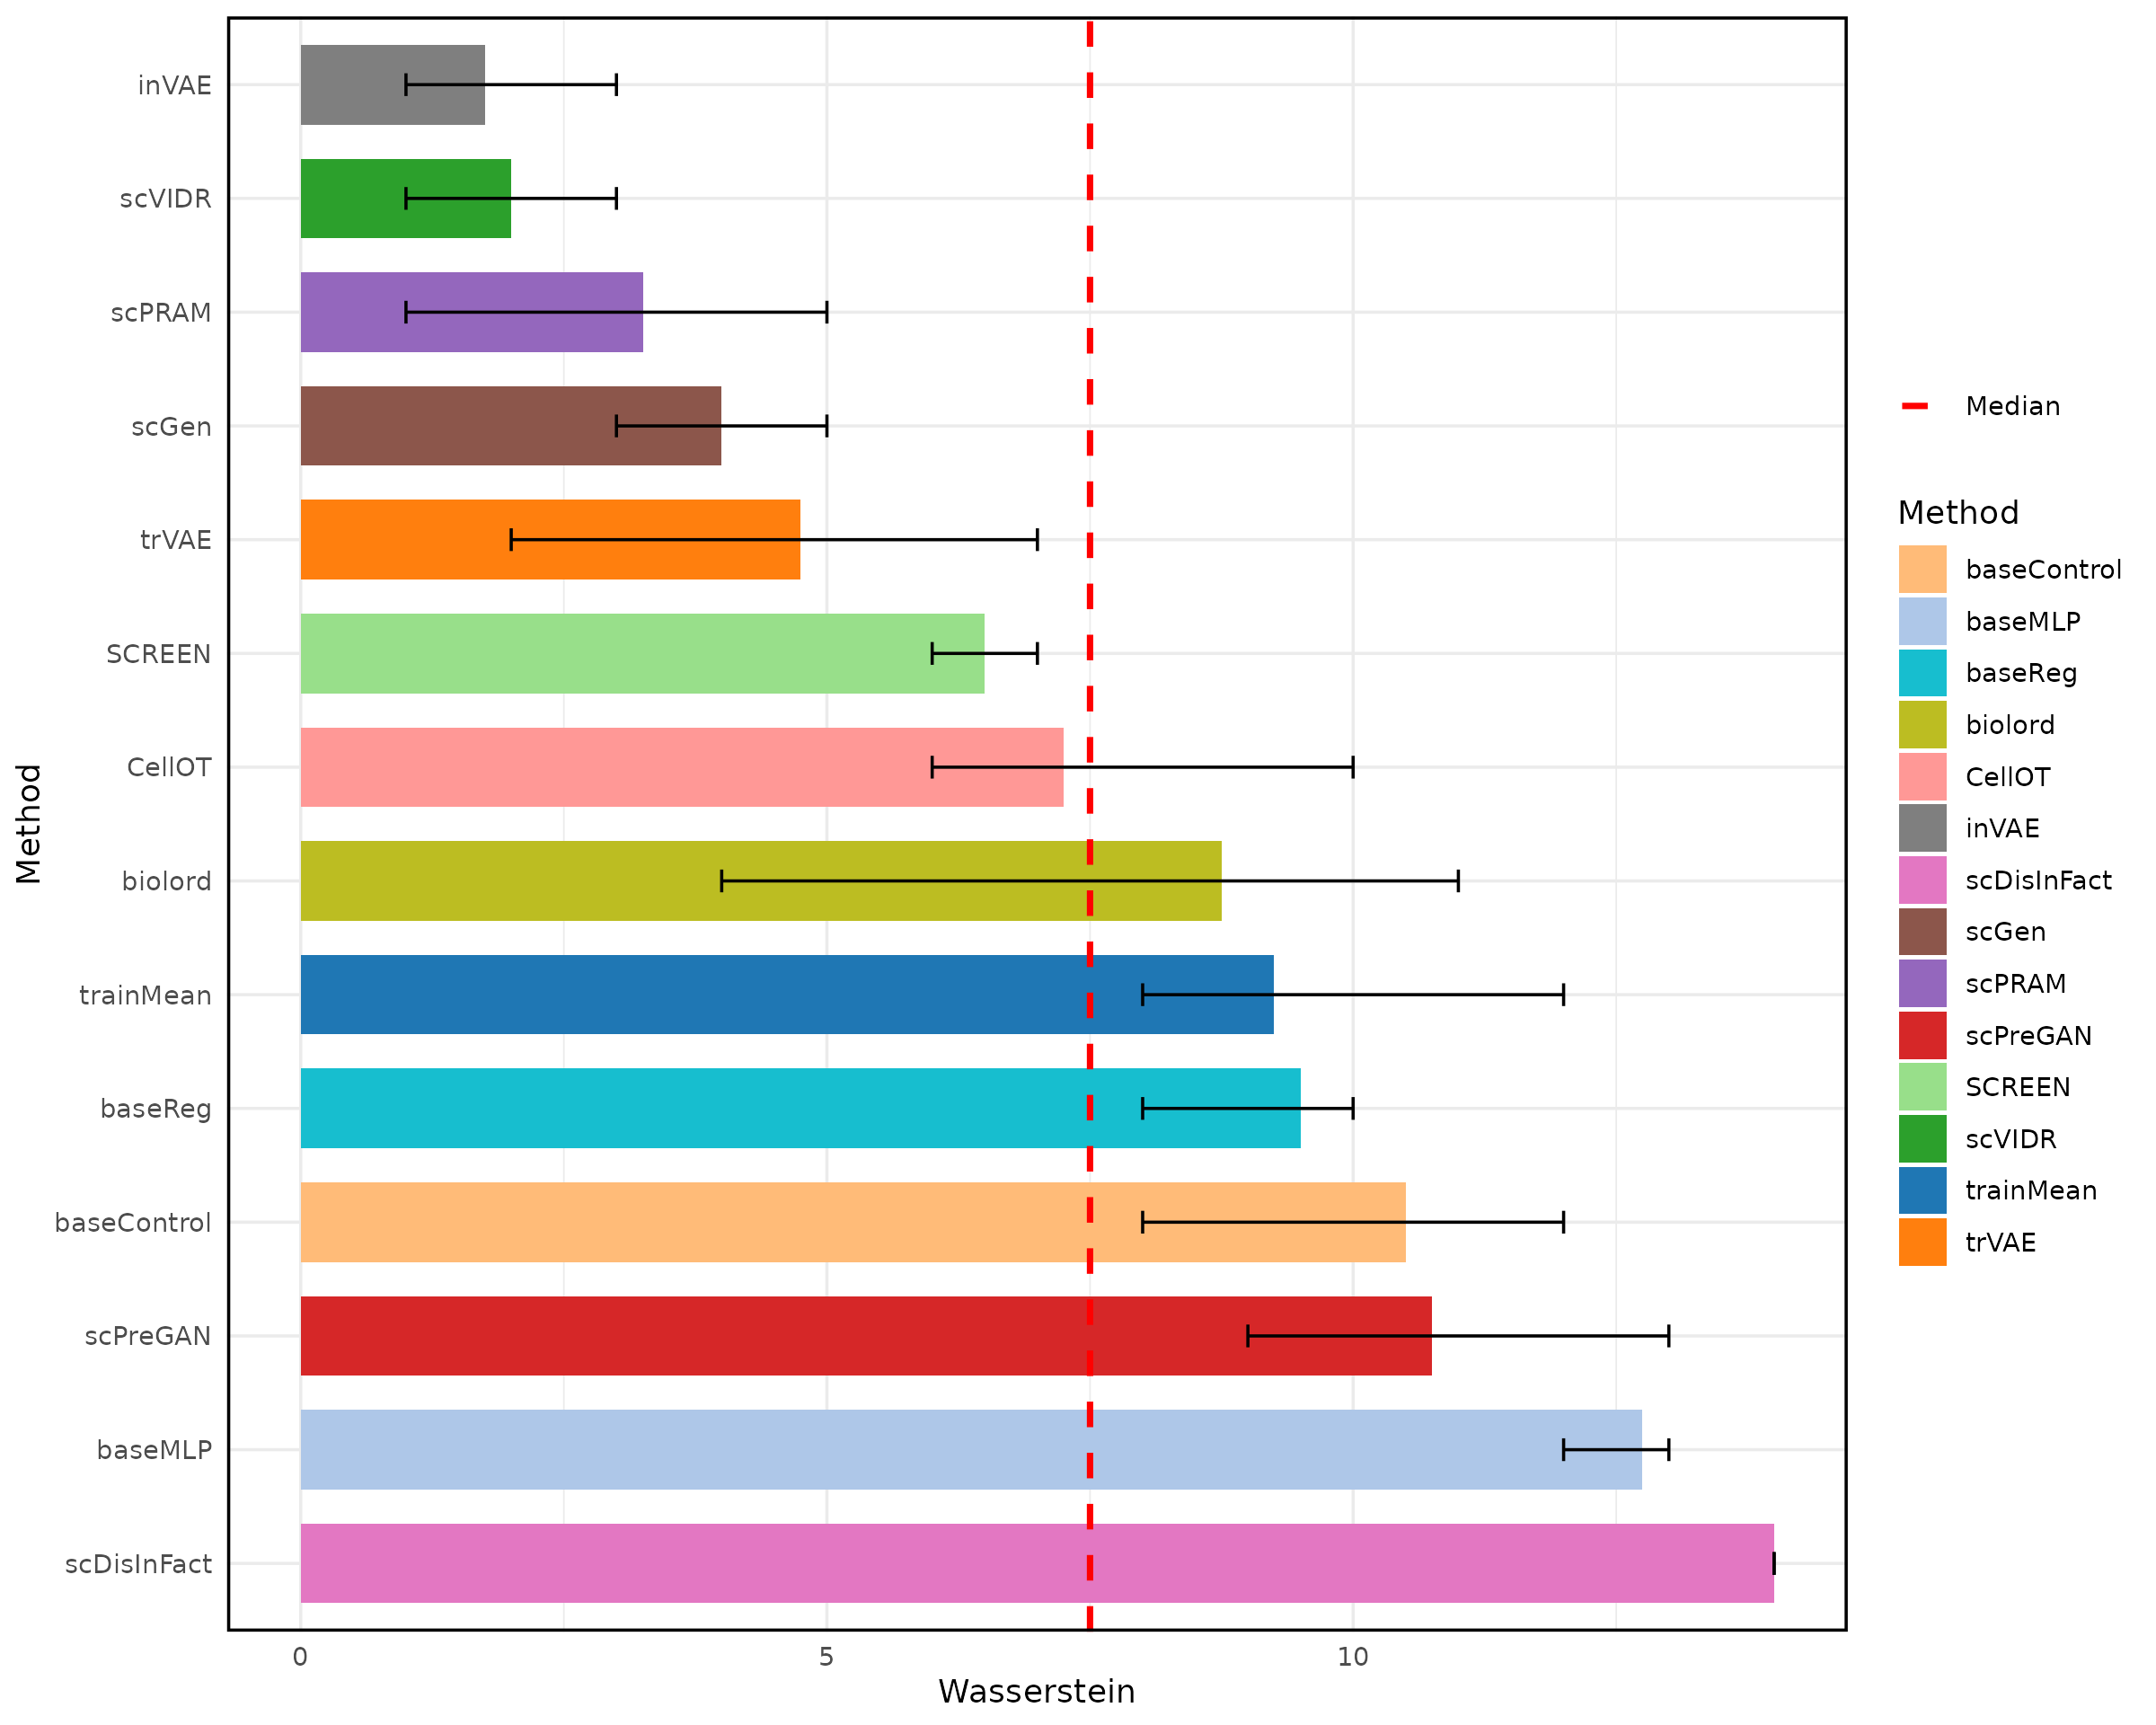 inVAE
scVIDR
scPRAM
scGen
trVAE
SCREEN
CellOT
biolord
trainMean
baseReg
baseControl
scPreGAN
baseMLP
scDisInFact
Method
0 5 10
Wasserstein
Median
Method
baseControl
baseMLP
baseReg
biolord
CellOT
inVAE
scDisInFact
scGen
scPRAM
scPreGAN
SCREEN
scVIDR
trainMean
trVAE